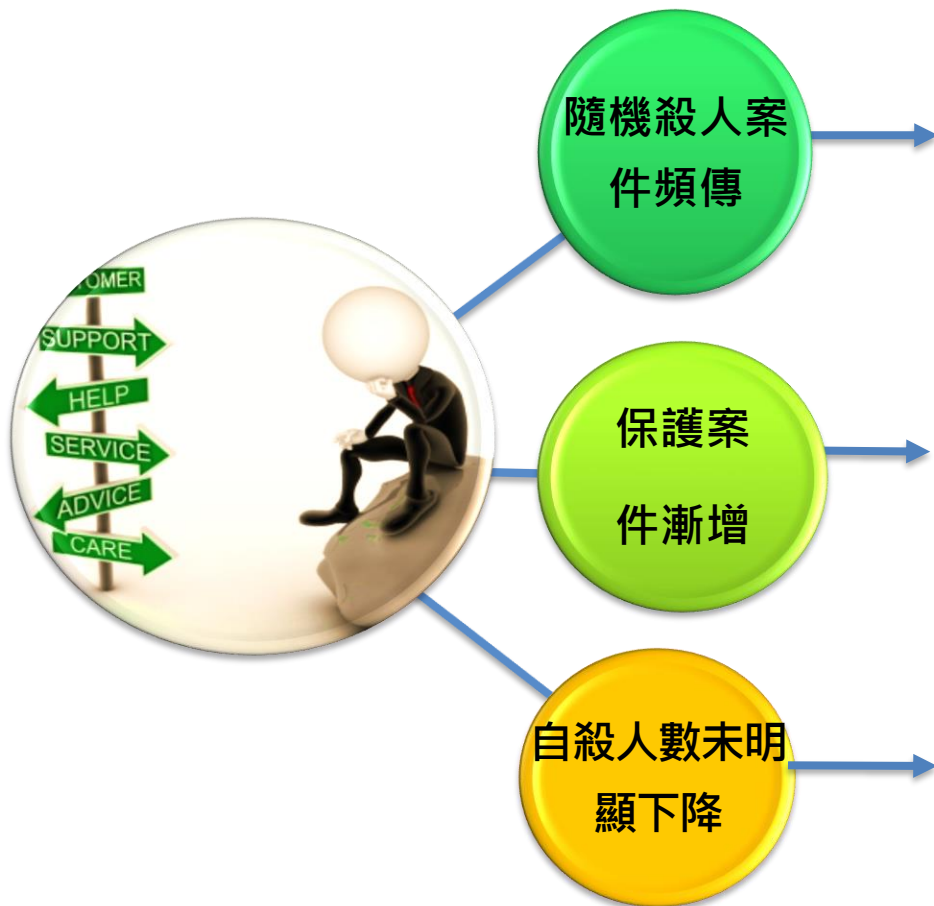 隨機殺人案
件頻傳
TOMER
SUPPORT
HELP
SERVICE
ADVICE
CARE
保護案
件漸增
自殺人數未明
顯下降